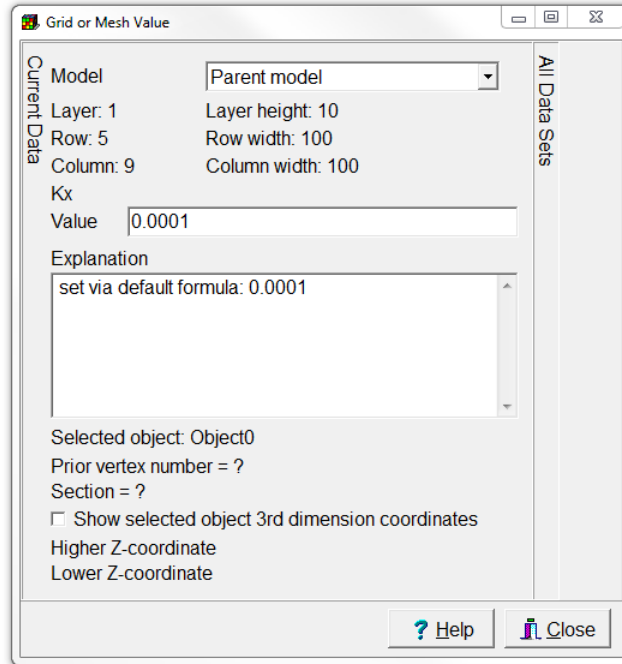 Grid or Mesh Value
Current Data
Model
Parent model
Layer: 1
Layer height: 10
Row: 5
Row width: 100
Column: 9
Column width: 100
Kx
Value
0.0001
Explanation
set via default formula: 0.0001
Selected object: Object0
Prior vertex number = ?
Section = ?
Show selected object 3rd dimension coordinates
Higher Z-coordinate
Lower Z-coordinate
All Data Sets
? Help
Close